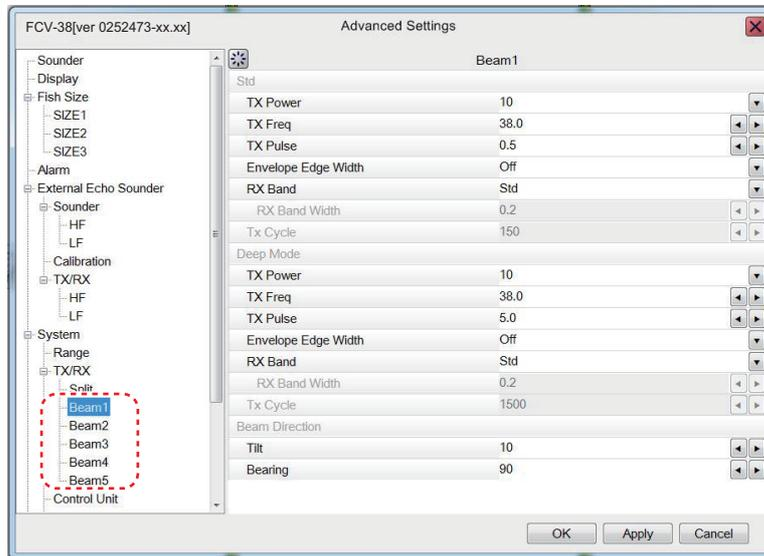 FCV-38[ver 0252473-xx.xx]
Advanced Settings
Sounder
Display
Fish Size
SIZE1
SIZE2
SIZE3
Alarm
External Echo Sounder
Sounder
HF
LF
Calibration
TX/RX
HF
LF
System
Range
TX/RX
Split
Beam1
Beam2
Beam3
Beam4
Beam5
Control Unit
Beam1
Std
TX Power 10
TX Freq 38.0
TX Pulse 0.5
Envelope Edge Width Off
RX Band Std
RX Band Width 0.2
Tx Cycle 150
Deep Mode
TX Power 10
TX Freq 38.0
TX Pulse 5.0
Envelope Edge Width Off
RX Band Std
RX Band Width 0.2
Tx Cycle 1500
Beam Direction
Tilt 10
Bearing 90
OK Apply Cancel